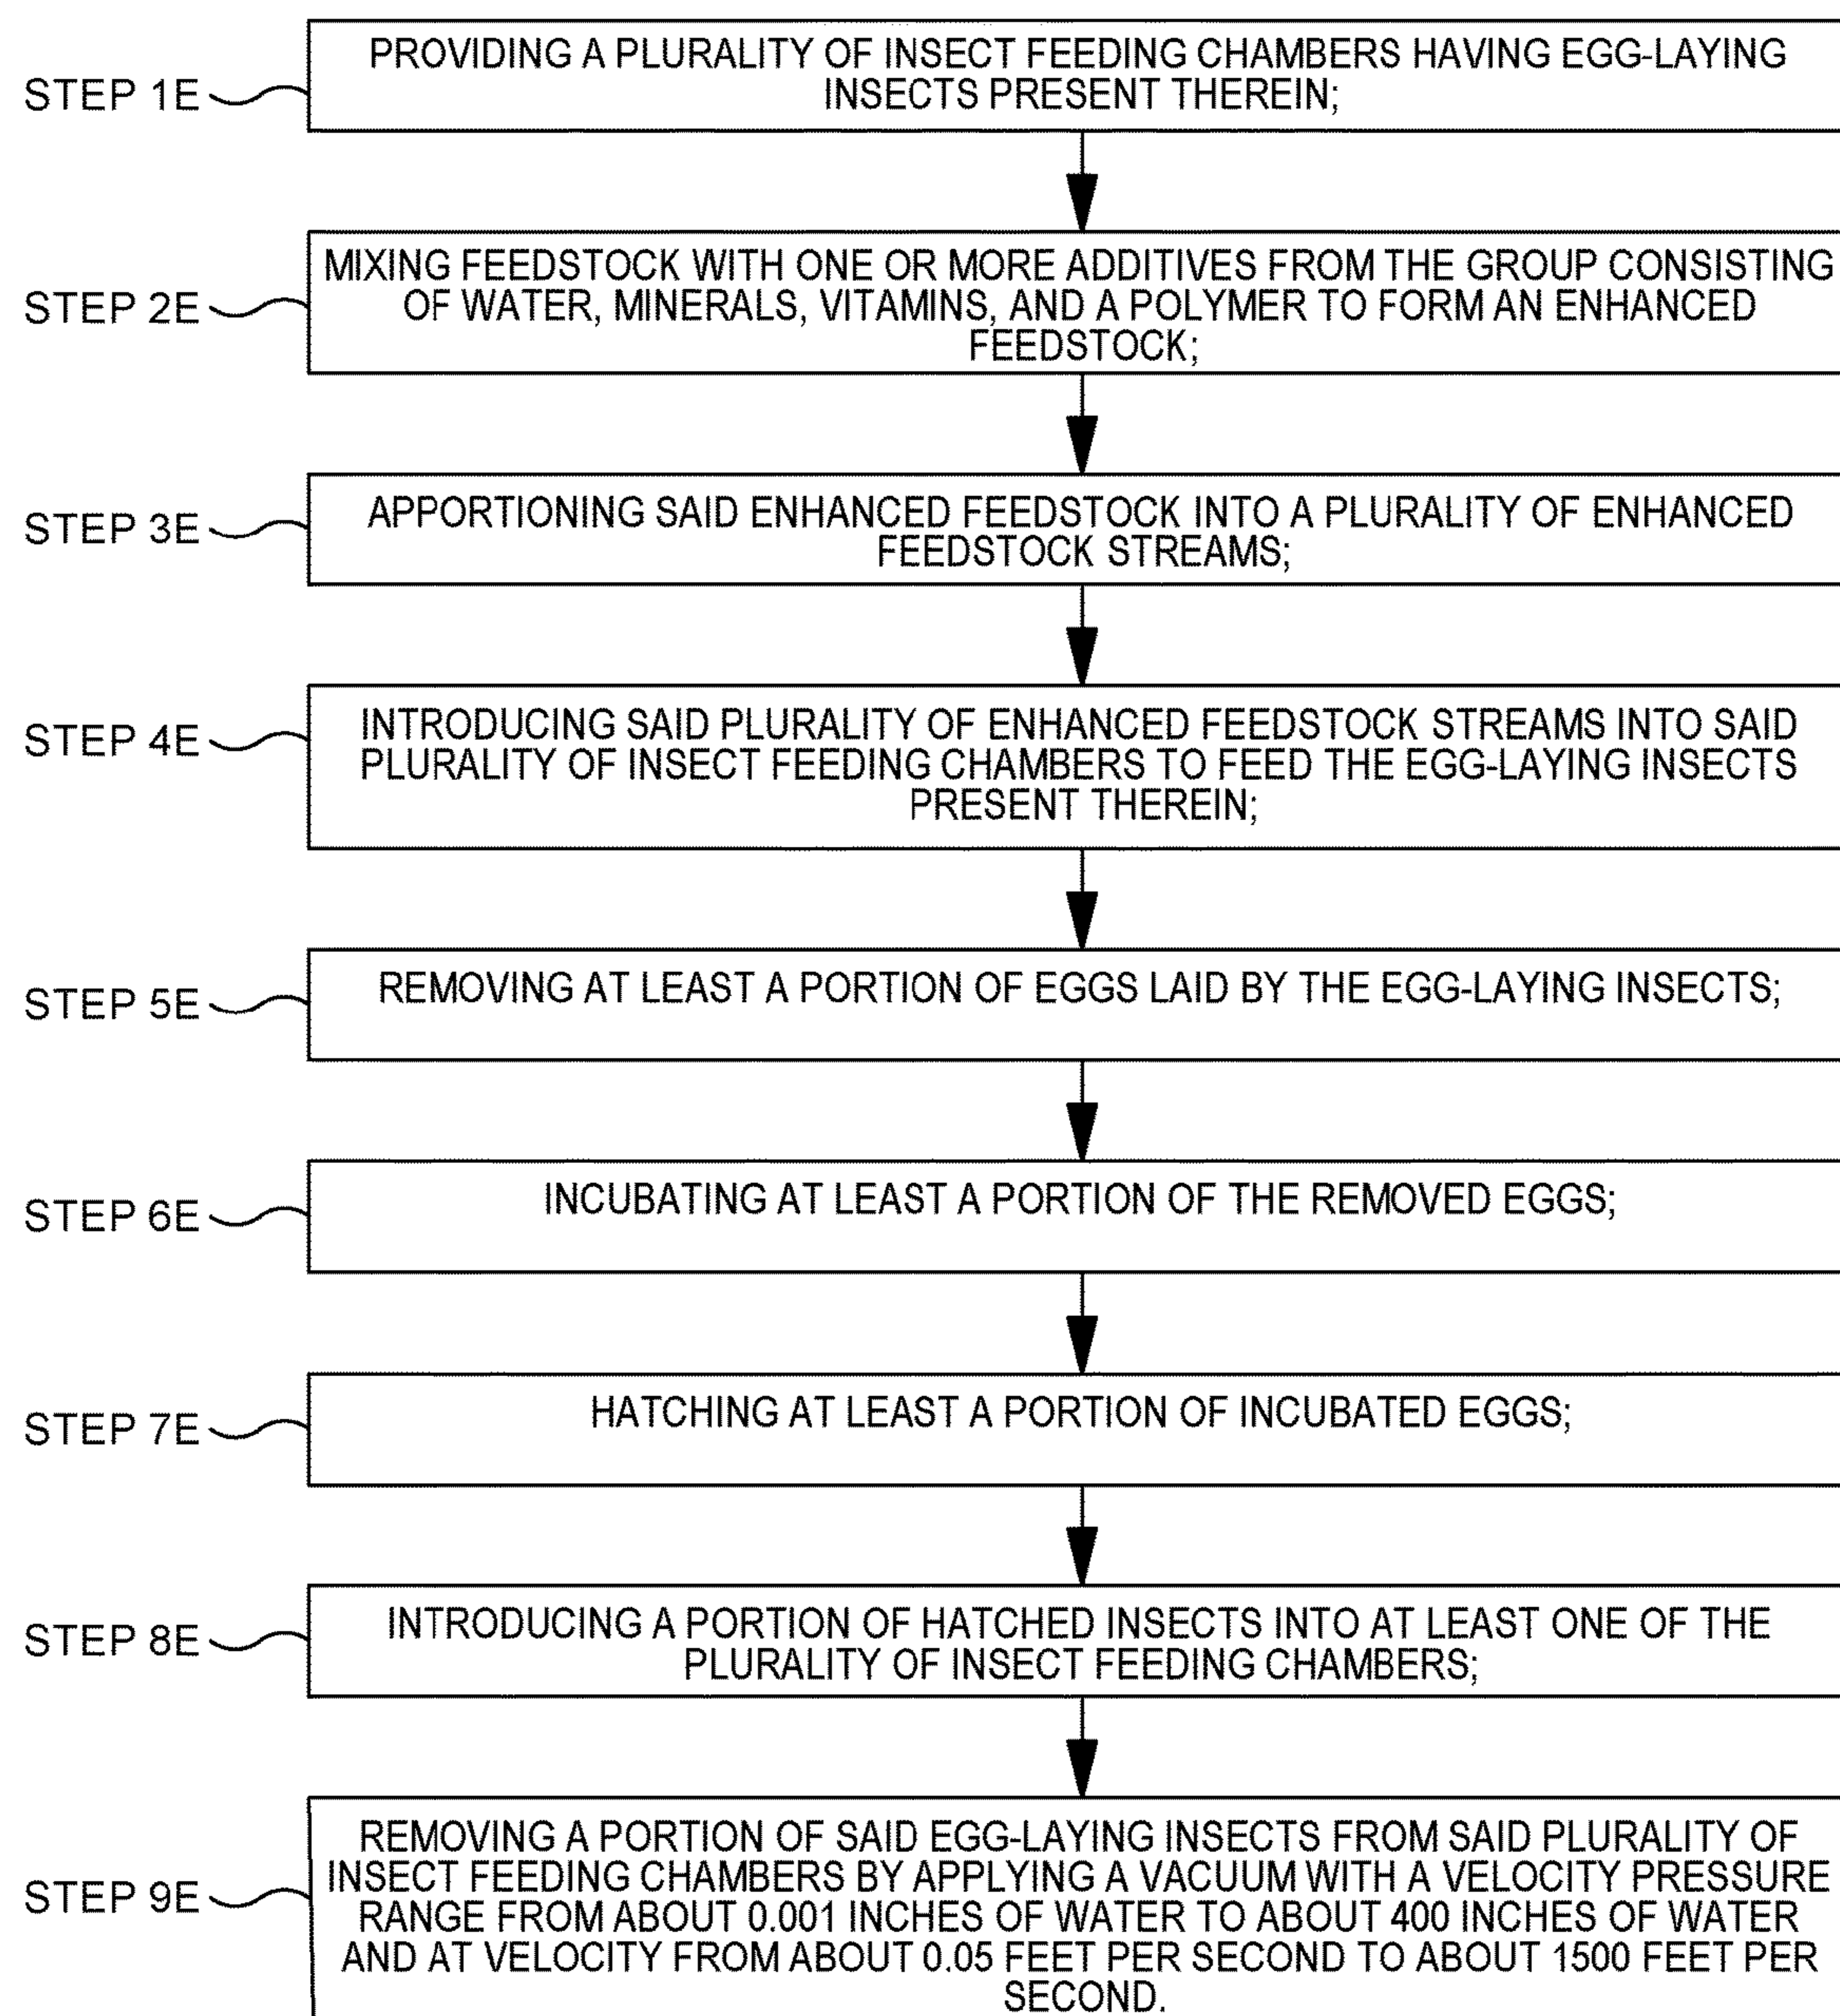 STEP 1E
PROVIDING A PLURALITY OF INSECT FEEDING CHAMBERS HAVING EGG-LAYING
INSECTS PRESENT THEREIN;
STEP 2E
MIXING FEEDSTOCK WITH ONE OR MORE ADDITIVES FROM THE GROUP CONSISTING
OF WATER, MINERALS, VITAMINS, AND A POLYMER TO FORM AN ENHANCED
FEEDSTOCK;
STEP 3E
APPORTIONING SAID ENHANCED FEEDSTOCK INTO A PLURALITY OF ENHANCED
FEEDSTOCK STREAMS;
STEP 4E
INTRODUCING SAID PLURALITY OF ENHANCED FEEDSTOCK STREAMS INTO SAID
PLURALITY OF INSECT FEEDING CHAMBERS TO FEED THE EGG-LAYING INSECTS
PRESENT THEREIN;
STEP 5E
REMOVING AT LEAST A PORTION OF EGGS LAID BY THE EGG-LAYING INSECTS;
STEP 6E
INCUBATING AT LEAST A PORTION OF THE REMOVED EGGS;
STEP 7E
HATCHING AT LEAST A PORTION OF INCUBATED EGGS;
STEP 8E
INTRODUCING A PORTION OF HATCHED INSECTS INTO AT LEAST ONE OF THE
PLURALITY OF INSECT FEEDING CHAMBERS;
STEP 9E
REMOVING A PORTION OF SAID EGG-LAYING INSECTS FROM SAID PLURALITY OF
INSECT FEEDING CHAMBERS BY APPLYING A VACUUM WITH A VELOCITY PRESSURE
RANGE FROM ABOUT 0.001 INCHES OF WATER TO ABOUT 400 INCHES OF WATER
AND AT VELOCITY FROM ABOUT 0.05 FEET PER SECOND TO ABOUT 1500 FEET PER
SECOND.